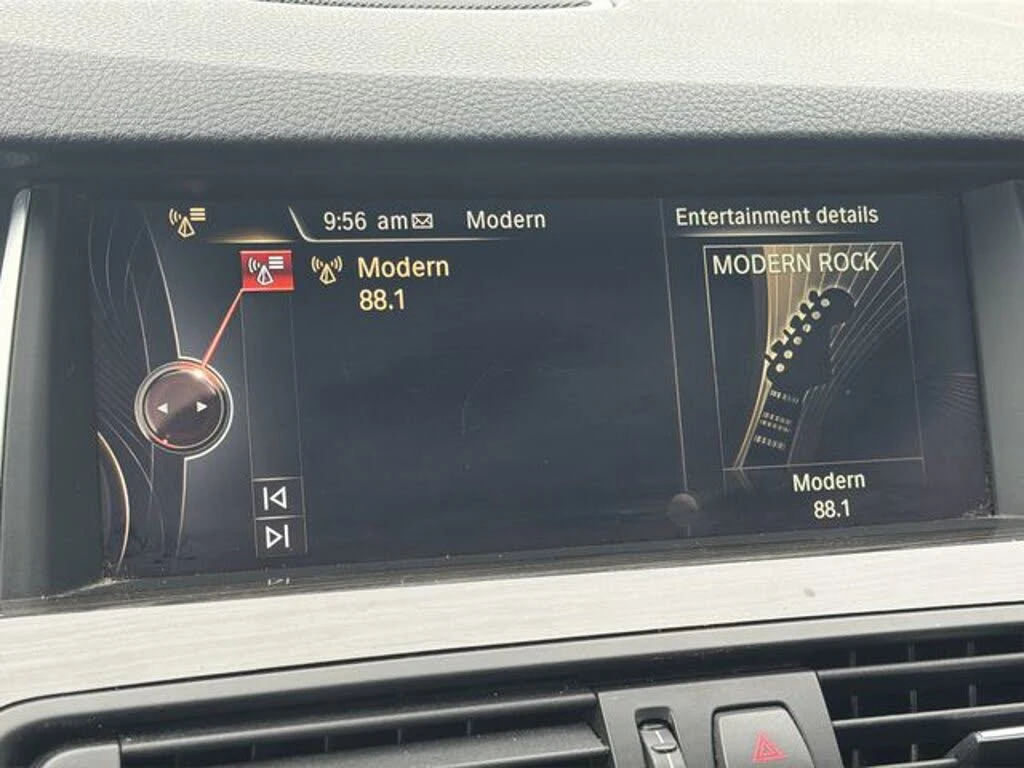 9:56 am
Modern
Entertainment details
Modern
88.1
MODERN ROCK
Modern
88.1